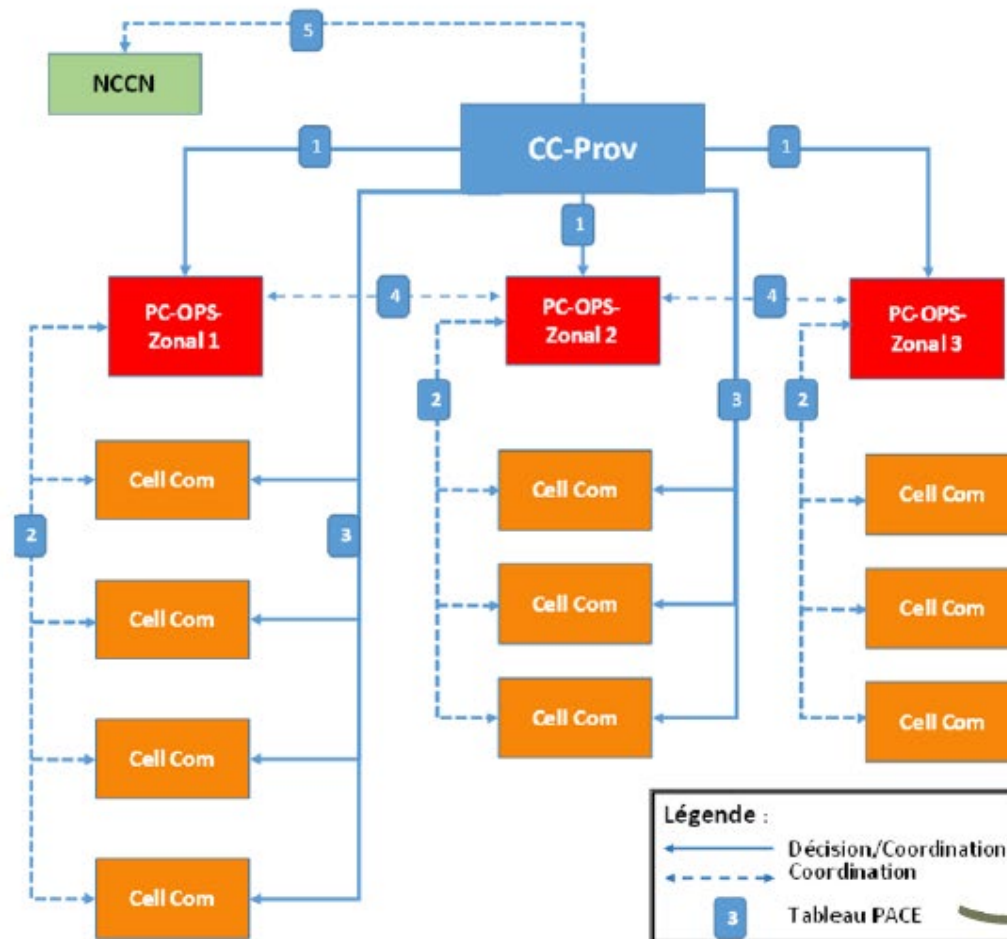 5
NCCN
CC-Prov
1
1
1
PC-OPS-
Zonal 1
4
PC-OPS-
Zonal 2
4
PC-OPS-
Zonal 3
2
3
2
Cell Com
Cell Com
Cell Com
2
3
Cell Com
Cell Com
Cell Com
Cell Com
Cell Com
Cell Com
Cell Com
Légende :
Décision/Coordination
Coordination
3
Tableau PACE